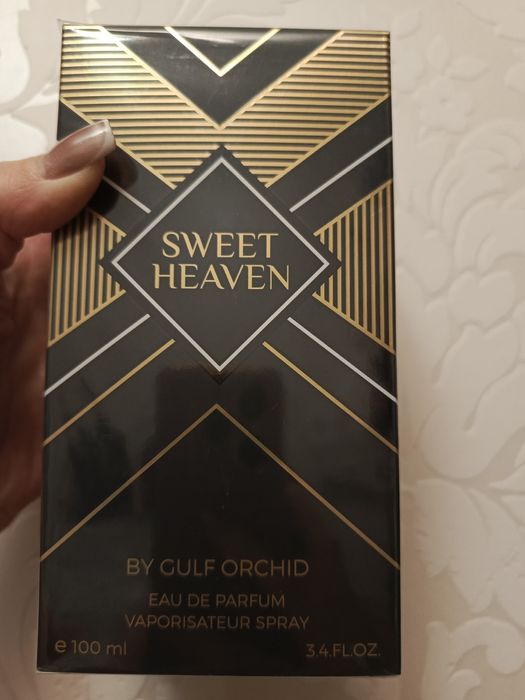 SWEET
HEAVEN
BY GULF ORCHID
EAU DE PARFUM
VAPORISATEUR SPRAY
e 100 ml
3.4.FL.OZ.